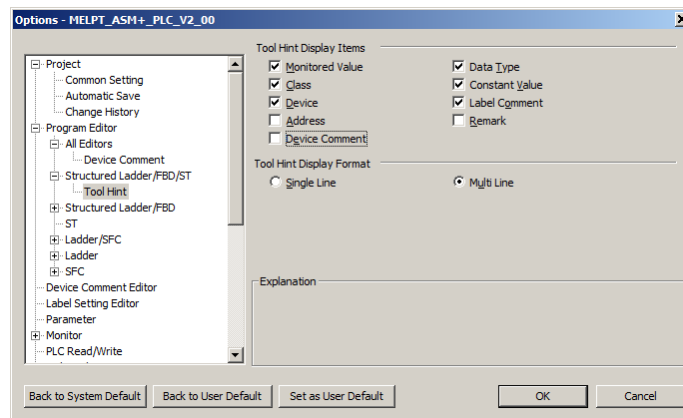 Options - MELPT_ASM+_PLC_V2_00
Project
Common Setting
Automatic Save
Change History
Program Editor
All Editors
Device Comment
Structured Ladder/FBD/ST
Tool Hint
Structured Ladder/FBD
ST
Ladder/SFC
Ladder
SFC
Device Comment Editor
Label Setting Editor
Parameter
Monitor
PLC Read/Write
Tool Hint Display Items
Monitored Value
Data Type
Class
Constant Value
Device
Label Comment
Address
Remark
Device Comment
Tool Hint Display Format
Single Line
Multi Line
Explanation
Back to System Default
Back to User Default
Set as User Default
OK
Cancel